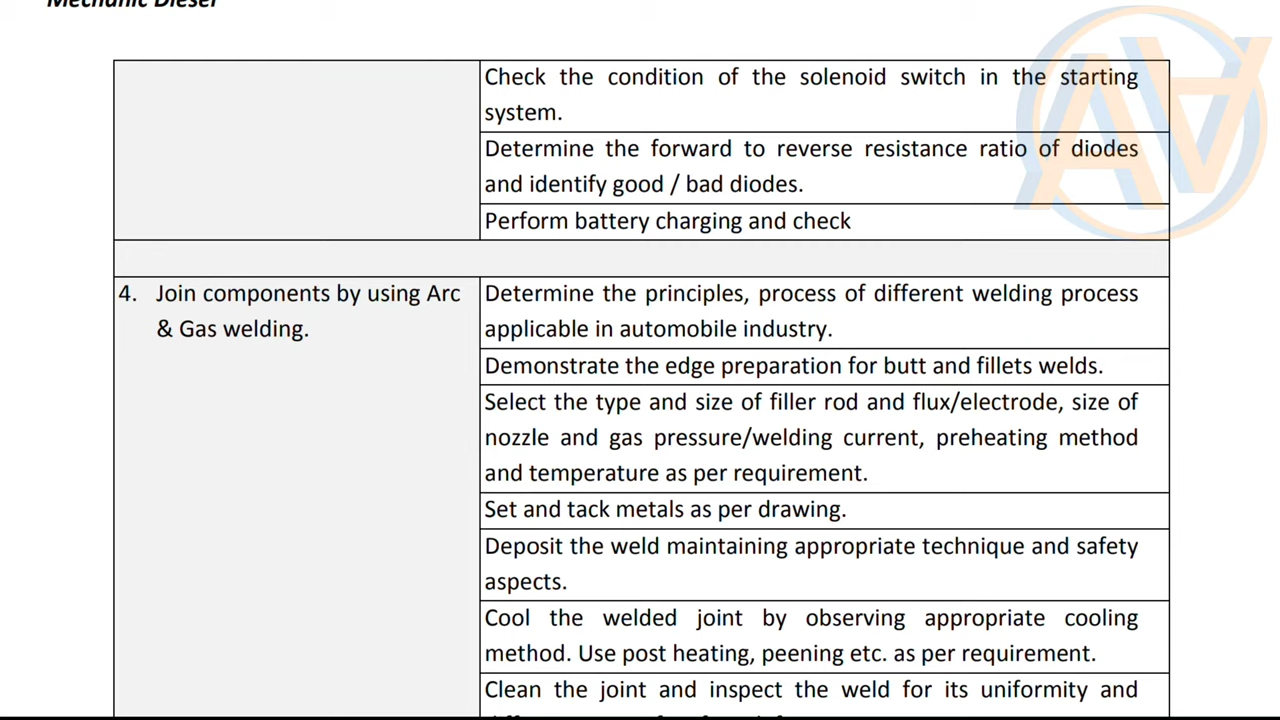 Mechanic Diesel
Check the condition of the solenoid switch in the starting
system.
Determine the forward to reverse resistance ratio of diodes
and identify good / bad diodes.
Perform battery charging and check
4. Join components by using Arc
& Gas welding.
Determine the principles, process of different welding process
applicable in automobile industry.
Demonstrate the edge preparation for butt and fillets welds.
Select the type and size of filler rod and flux/electrode, size of
nozzle and gas pressure/welding current, preheating method
and temperature as per requirement.
Set and tack metals as per drawing.
Deposit the weld maintaining appropriate technique and safety
aspects.
Cool the welded joint by observing appropriate cooling
method. Use post heating, peening etc. as per requirement.
Clean the joint and inspect the weld for its uniformity and